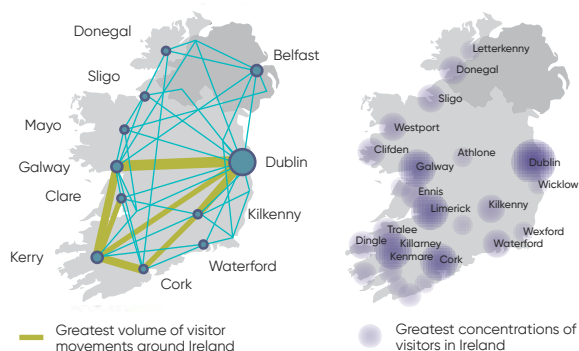 Donegal
Belfast
Sligo
Mayo
Galway
Dublin
Clare
Kilkenny
Kerry
Waterford
Cork
Greatest volume of visitor
movements around Ireland
Letterkenny
Donegal
Sligo
Westport
Clifden
Athlone
Galway
Dublin
Wicklow
Ennis
Limerick
Kilkenny
Tralee
Wexford
Dingle
Killarney
Waterford
Kenmare
Cork
Greatest concentrations of
visitors in Ireland